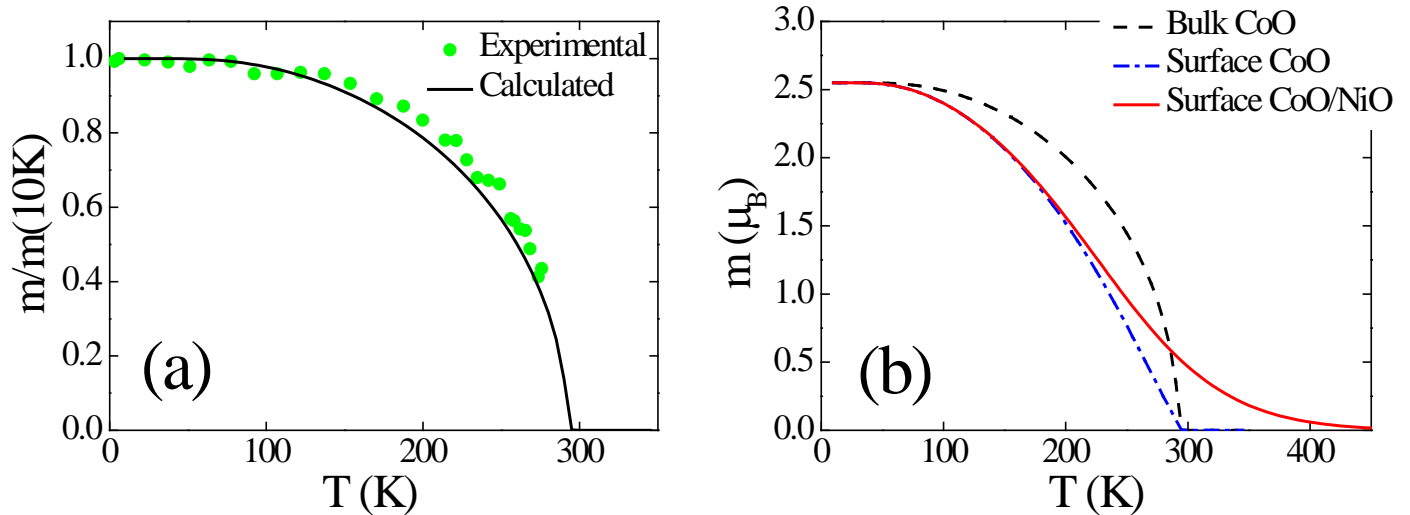 1.0
0.8
0.6
0.4
0.2
0.0
m/m(10K)
Experimental
Calculated
(a)
0
100
200
300
T (K)
3.0
2.5
2.0
1.5
1.0
0.5
0.0
m (μB)
Bulk CoO
Surface CoO
Surface CoO/NiO
(b)
0
100
200
300
400
T (K)